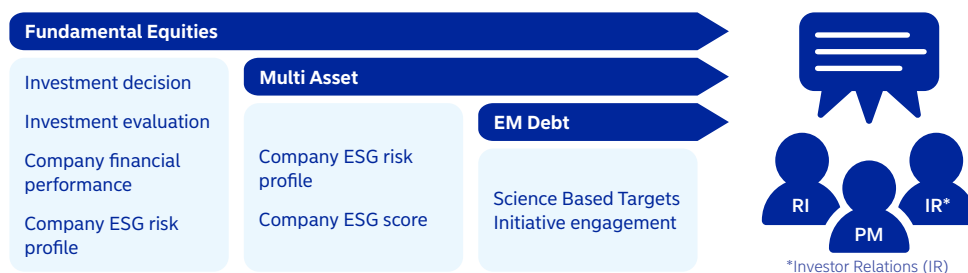 Fundamental Equities
Investment decision
Investment evaluation
Company financial
performance
Company ESG risk
profile
Multi Asset
Company ESG risk
profile
Company ESG score
EM Debt
Science Based Targets
Initiative engagement
RI
PM
IR*
*Investor Relations (IR)